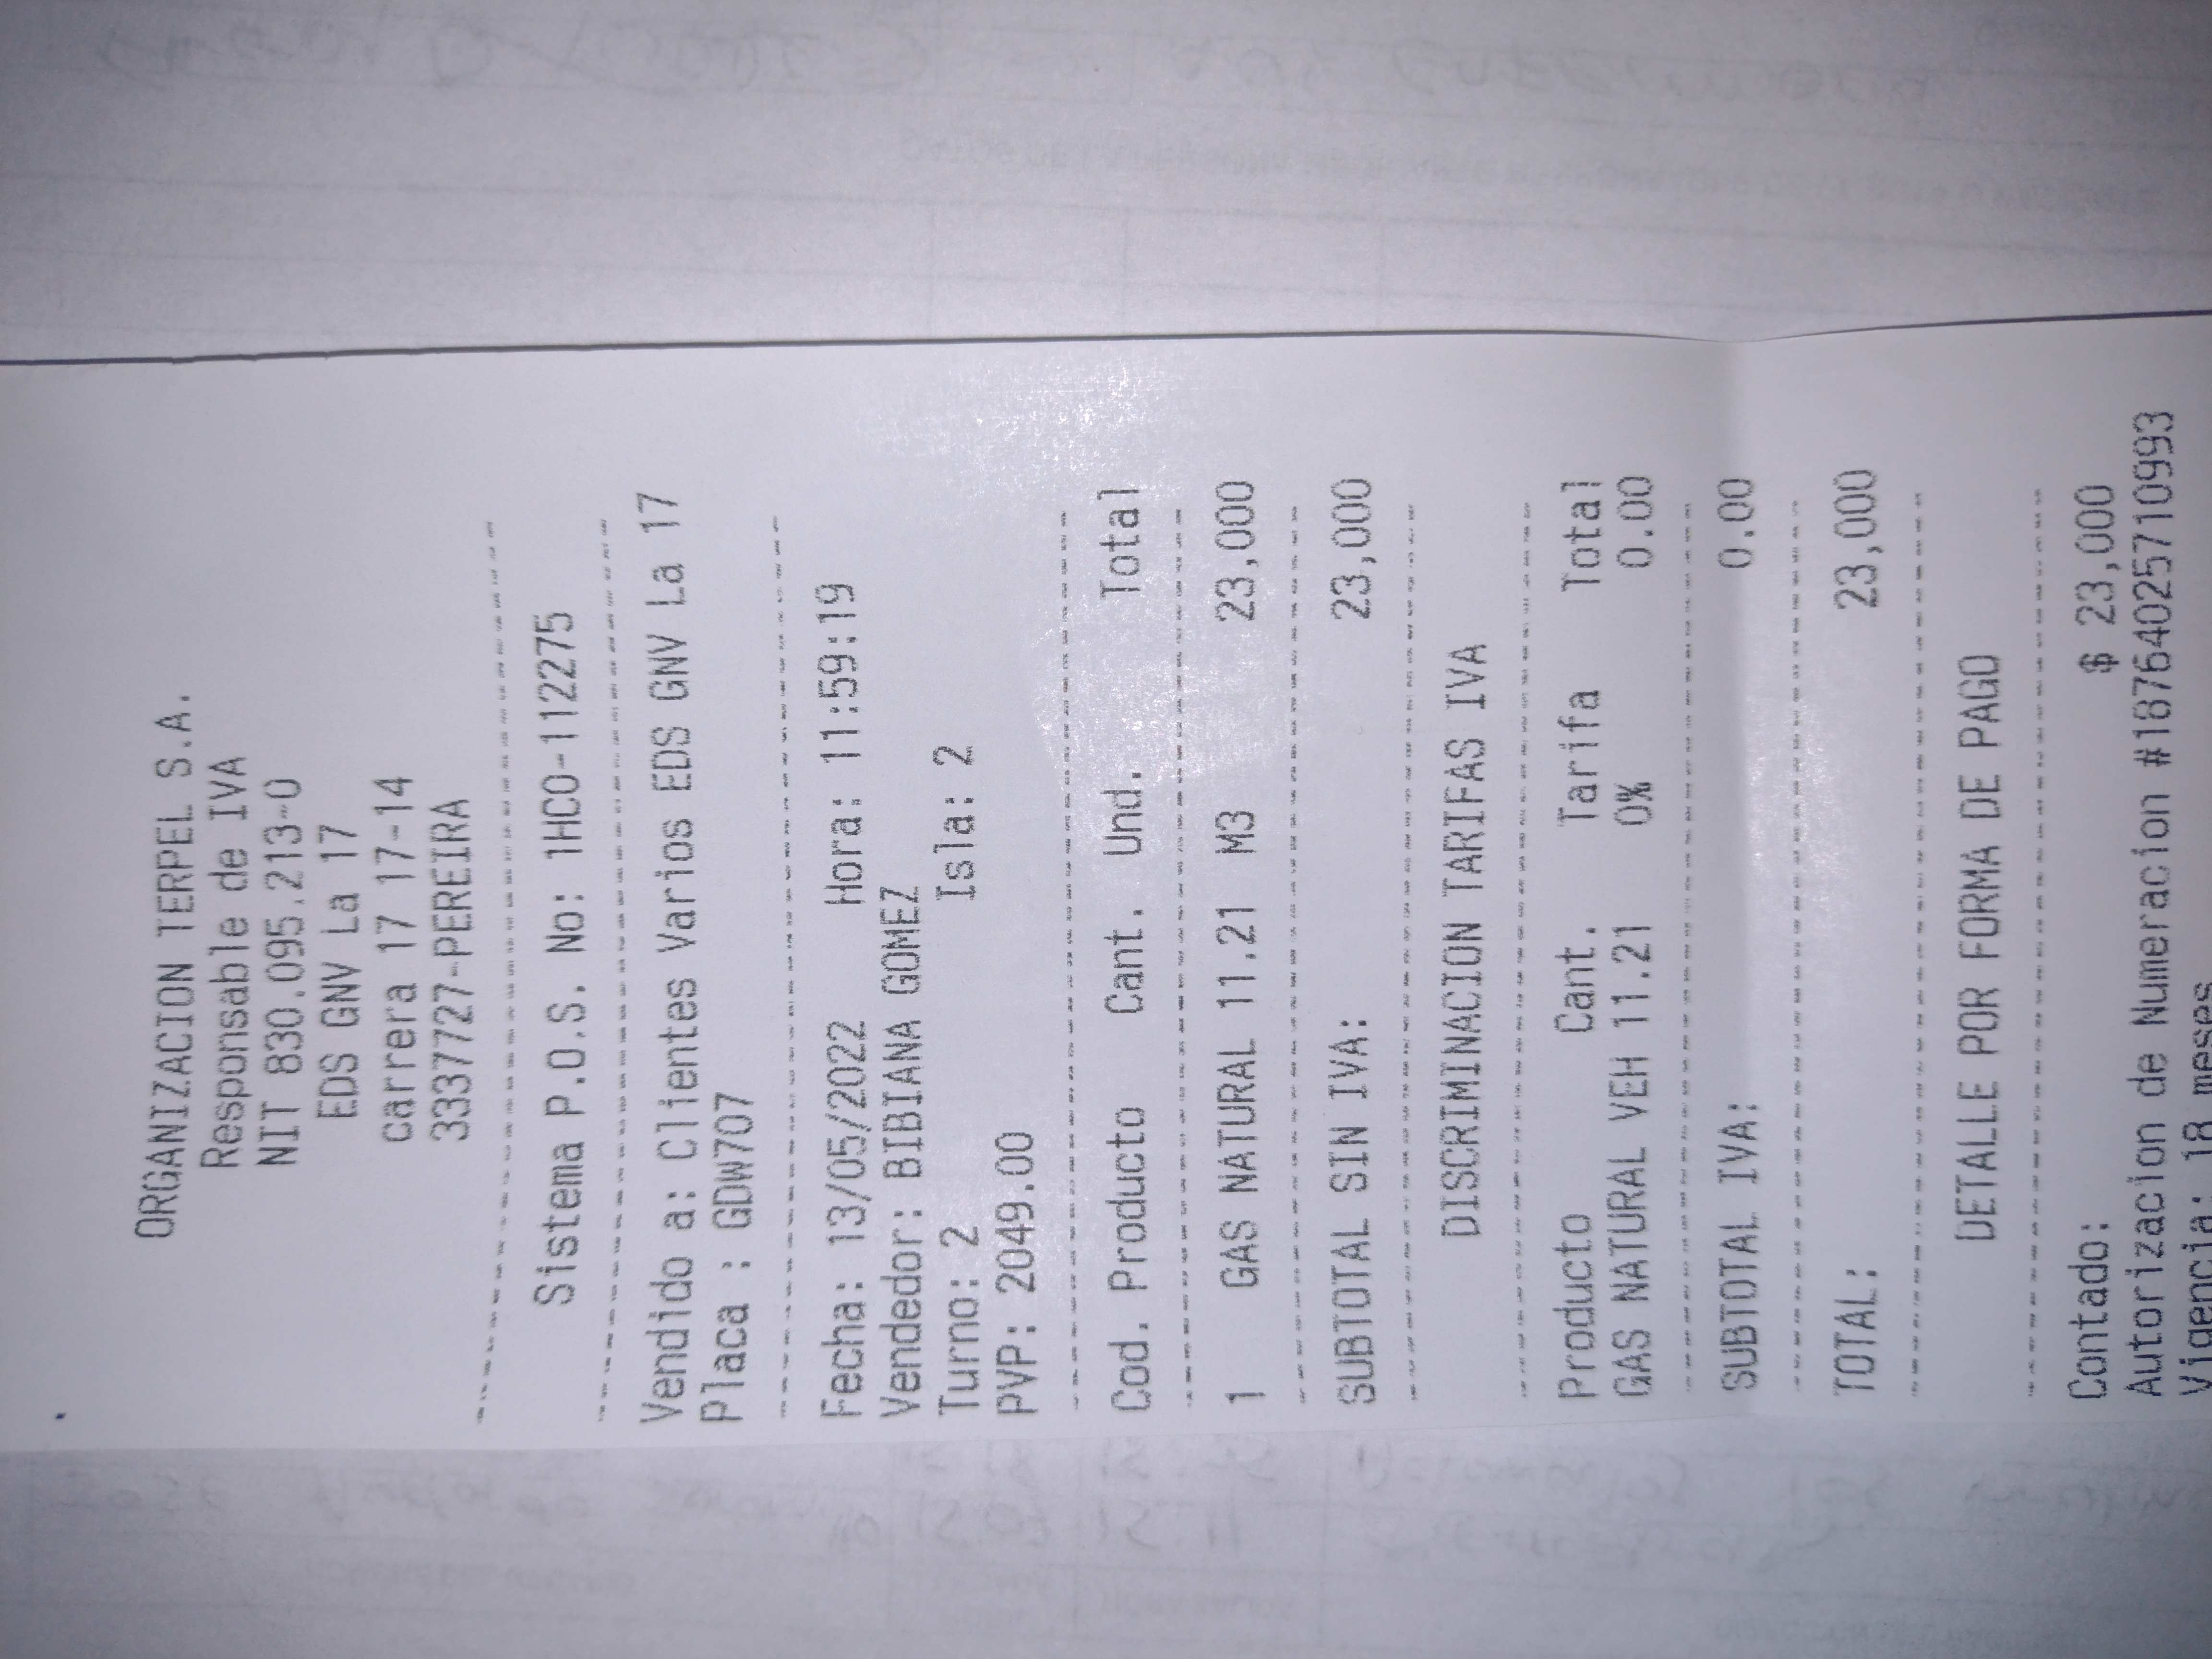 ORGANIZACION TERPEL S.A.
Responsable de IVA
NIT 830.095.213-0
EDS GNV La 17
carrera 17 17-14
3337727-PEREIRA
Sistema P.O.S. No: 1HCO-112275
Vendido a: Clientes Varios EDS GNV La 17
Placa : GDW707
Fecha: 13/05/2022 Hora: 11:59:19
Vendedor: BIBIANA GOMEZ
Turno: 2 Isla: 2
PVP: 2049.00
Cod. Producto Cant. Und. Total
1 GAS NATURAL 11.21 M3 23,000
SUBTOTAL SIN IVA: 23,000
DISCRIMINACION TARIFAS IVA
Producto Cant. Tarifa Total
GAS NATURAL VEH 11.21 0% 0.00
SUBTOTAL IVA: 0.00
TOTAL: 23,000
DETALLE POR FORMA DE PAGO
Contado: $ 23,000
Autorizacion de Numeracion #18764025710993
Vigencia: 18 meses